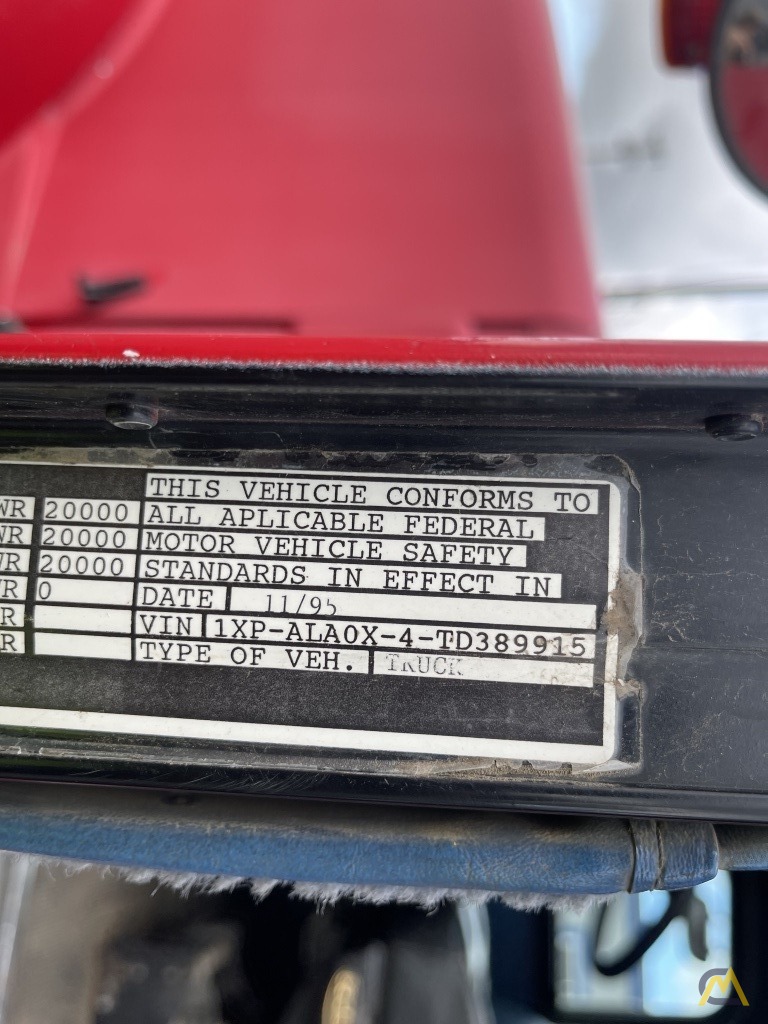 THIS VEHICLE CONFORMS TO
WR 20000 ALL APLICABLE FEDERAL
WR 20000 MOTOR VEHICLE SAFETY
WR 20000 STANDARDS IN EFFECT IN
WR 0 DATE 11/95
R VIN 1XP-ALA0X-4-TD389915
R TYPE OF VEH. TRUCK